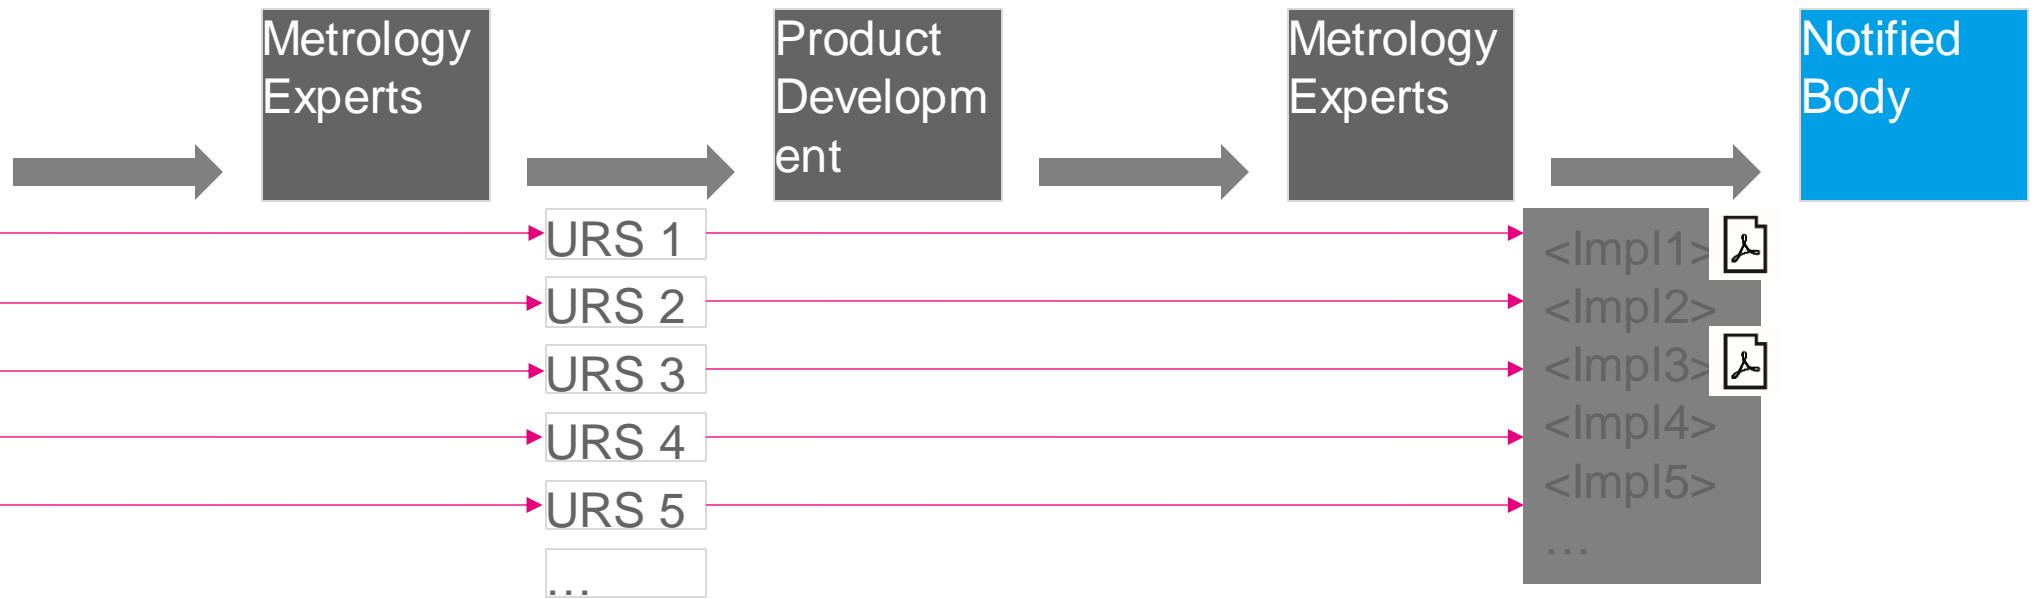 Metrology
Experts
Product
Developm
ent
Metrology
Experts
Notified
Body
URS 1
URS 2
URS 3
URS 4
URS 5
...
<Impl1>
<Impl2>
<Impl3>
<Impl4>
<Impl5>
...